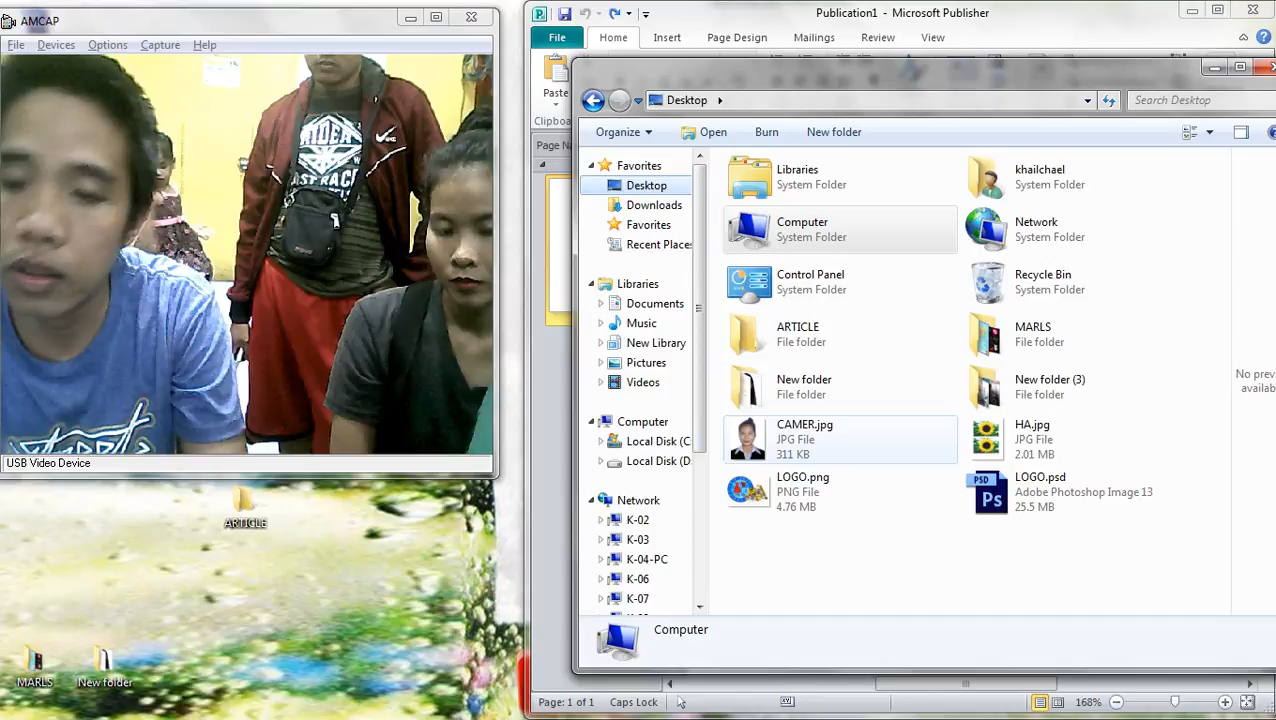 AMCAP
File Devices Options Capture Help
USB Video Device
ARTICLE
MARLS
New folder
Publication1 - Microsoft Publisher
File Home Insert Page Design Mailings Review View
Paste
Clipboa
Page Na
Desktop
Search Desktop
Organize Open Burn New folder
Favorites
Desktop
Downloads
Favorites
Recent Places
Libraries
Documents
Music
New Library
Pictures
Videos
Computer
Local Disk (C
Local Disk (D
Network
K-02
K-03
K-04-PC
K-06
K-07
Libraries
System Folder
khailchael
System Folder
Computer
System Folder
Network
System Folder
Control Panel
System Folder
Recycle Bin
System Folder
ARTICLE
File folder
MARLS
File folder
New folder
File folder
New folder (3)
File folder
CAMER.jpg
JPG File
311 KB
HA.jpg
JPG File
2.01 MB
LOGO.png
PNG File
4.76 MB
LOGO.psd
Adobe Photoshop Image 13
25.5 MB
PSD
Ps
No prev
availab
Computer
Page: 1 of 1 Caps Lock
168%